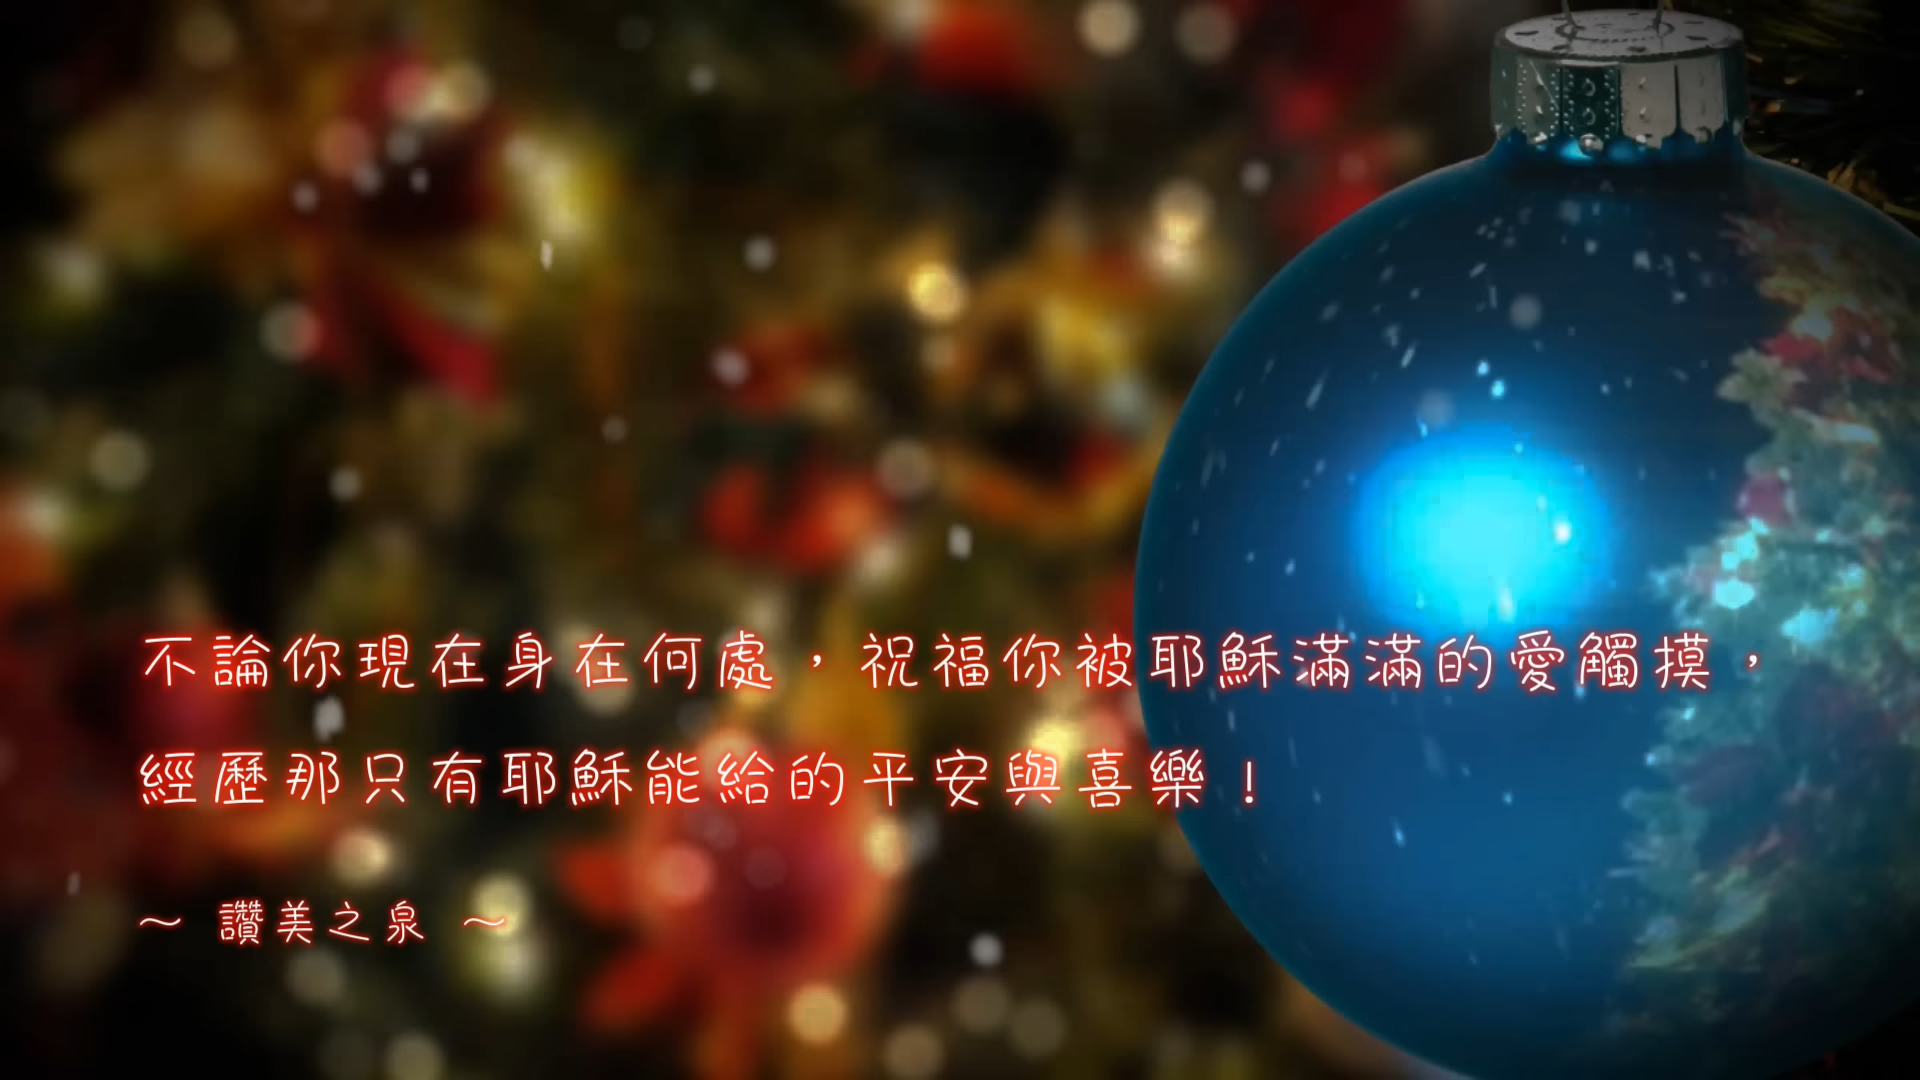 不論你現在身在何處，祝福你被耶穌滿滿的愛觸摸，
經歷那只有耶穌能給的平安與喜樂！
～ 讚美之泉 ～